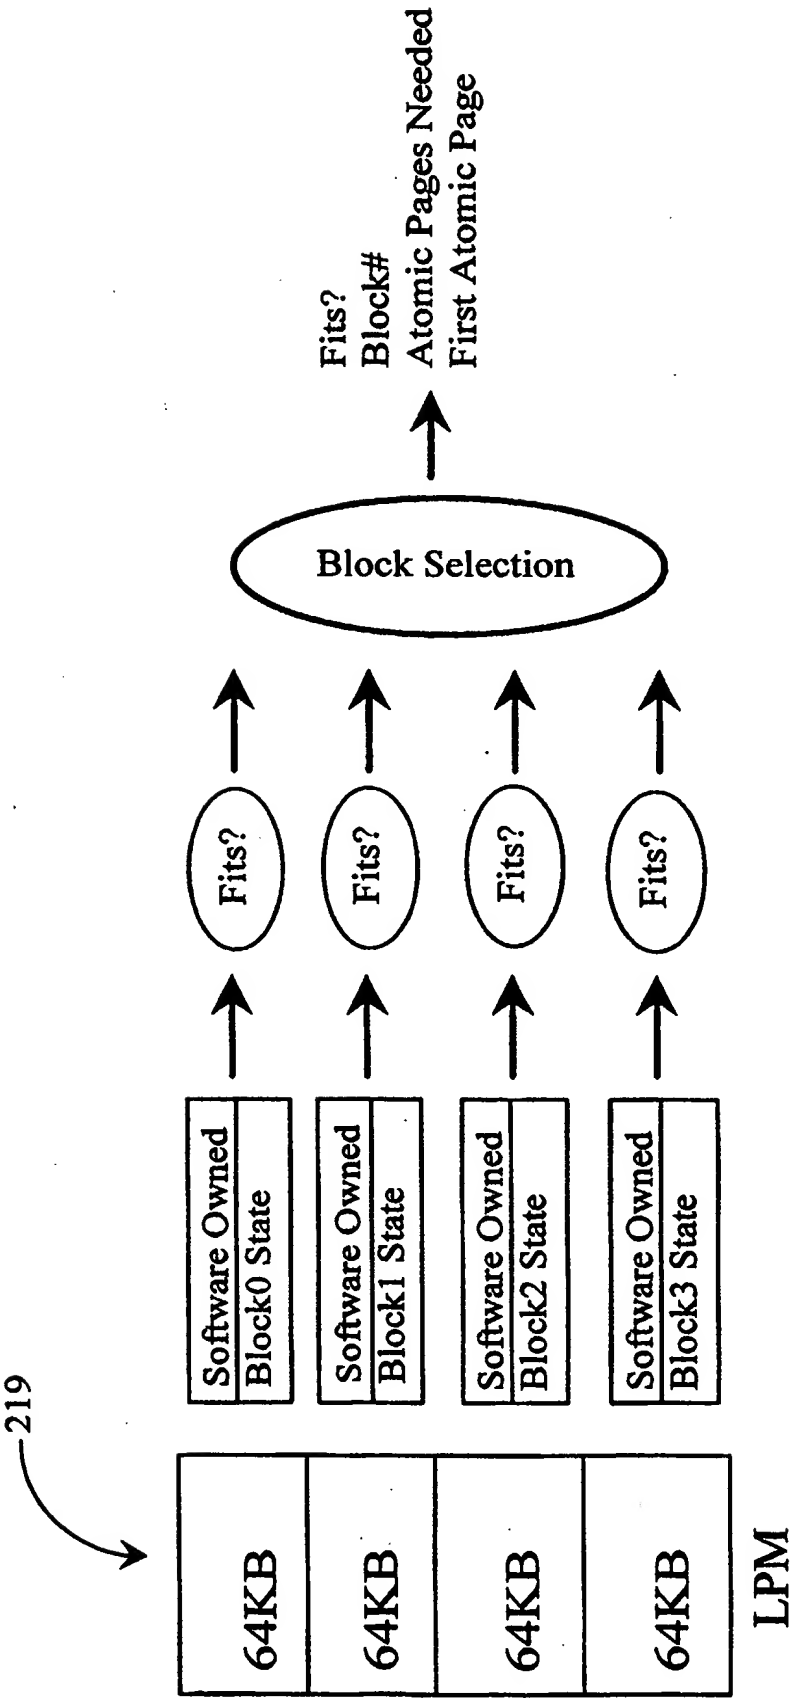 219
64KB
64KB
64KB
64KB
LPM
Software Owned
Block0 State
Software Owned
Block1 State
Software Owned
Block2 State
Software Owned
Block3 State
Fits?
Fits?
Fits?
Fits?
Block Selection
Fits?
Block#
Atomic Pages Needed
First Atomic Page